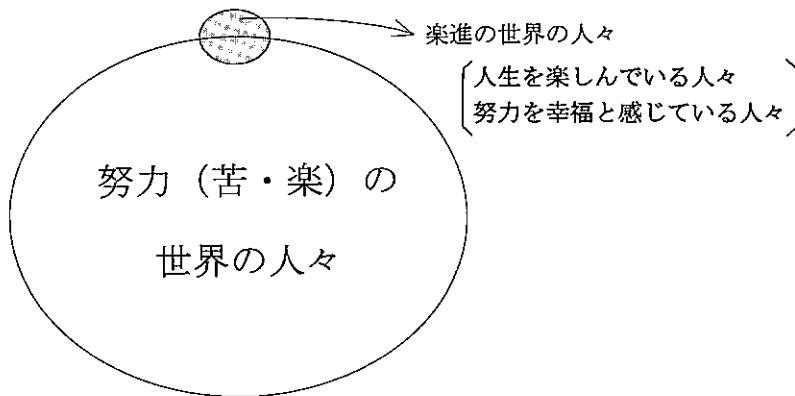 楽進の世界の人々
人生を楽しんでいる人々
努力を幸福と感じている人々
努力（苦・楽）の
世界の人々